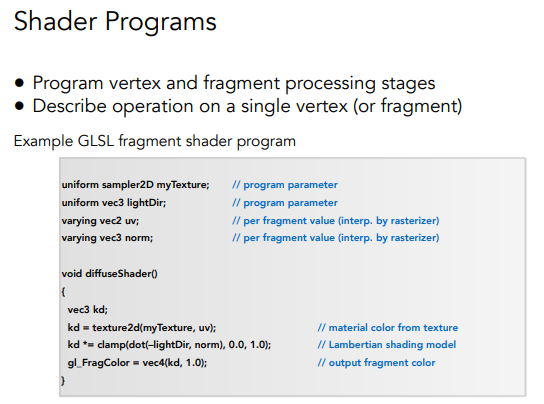 Shader Programs
● Program vertex and fragment processing stages
● Describe operation on a single vertex (or fragment)
Example GLSL fragment shader program
uniform sampler2D myTexture; // program parameter
uniform vec3 lightDir; // program parameter
varying vec2 uv; // per fragment value (interp. by rasterizer)
varying vec3 norm; // per fragment value (interp. by rasterizer)
void diffuseShader()
{
vec3 kd;
kd = texture2d(myTexture, uv); // material color from texture
kd *= clamp(dot(–lightDir, norm), 0.0, 1.0); // Lambertian shading model
gl_FragColor = vec4(kd, 1.0); // output fragment color
}